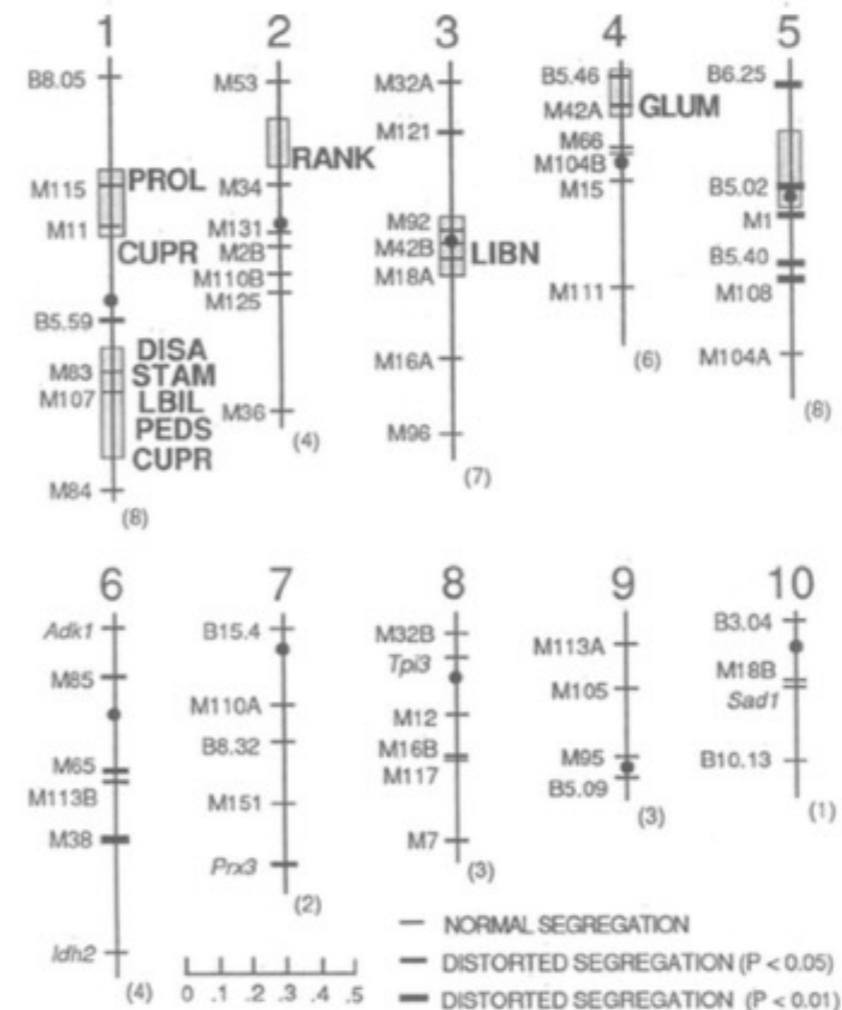 1 2 3 4 5
B8.05
M115 PROL
M11
CUPR
B5.59
DISA
M83 STAM
M107 LBIL
PEDS
CUPR
M84
(8)
M53
RANK
M34
M131
M2B
M110B
M125
M36
(4)
M32A
M121
M92
M42B LIBN
M18A
M16A
M96
(7)
B5.46
M42A GLUM
M66
M104B
M15
M111
(6)
B6.25
B5.02
M1
B5.40
M108
M104A
(8)
6 7 8 9 10
Adk1
M85
M65
M113B
M38
Idh2
(4)
B15.4
M110A
B8.32
M151
Prx3
(2)
M32B
Tpi3
M12
M16B
M117
M7
(3)
M113A
M105
M95
B5.09
(3)
B3.04
M18B
Sad1
B10.13
(1)
0 .1 .2 .3 .4 .5
NORMAL SEGREGATION
DISTORTED SEGREGATION (P < 0.05)
DISTORTED SEGREGATION (P < 0.01)